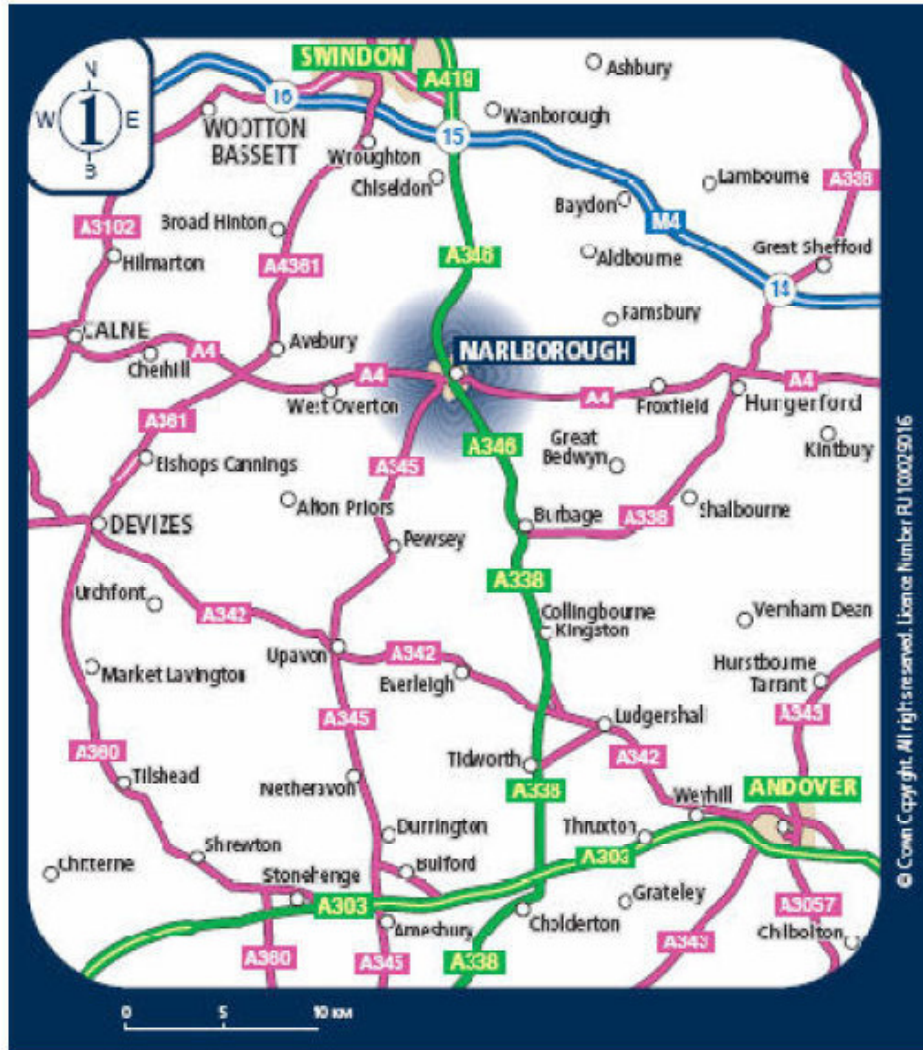 SWINDON
A419
Ashbury
N
W 1 E
S
16
WOOTTON
BASSETT
Wanborough
15
Wroughton
Chiseldon
Lambourne
A338
Baydon
A3102
Broad Hinton
M4
Hilmarton
A4361
A346
Aldbourne
Great Shefford
14
Farnsbury
CALNE
Avebury
A4
Cherhill
MARLBOROUGH
A4
West Overton
A4
Froxfield
A4
Hungerford
A361
A346
Great
Bedwyn
Kintbury
Bishops Cannings
A345
Alton Priors
Shalbourne
DEVIZES
Burbage
A338
Pewsey
A338
Urchfont
A342
Collingbourne
Kingston
Vernham Dean
Upavon
A342
Market Lavington
Everleigh
Hurstbourne
Tarrant
A345
Ludgershall
A343
A360
Tidworth
A342
Tilshead
Netheravon
A338
Weyhill
ANDOVER
Durrington
Thruxton
Shrewton
A303
Chitterne
Stonehenge
Bulford
A303
Grateley
A3057
Amesbury
Cholderton
A343
Chilbolton
A360
A345
A338
0 5 10 KM
© Crown Copyright. All rights reserved. Licence Number PU 100029016